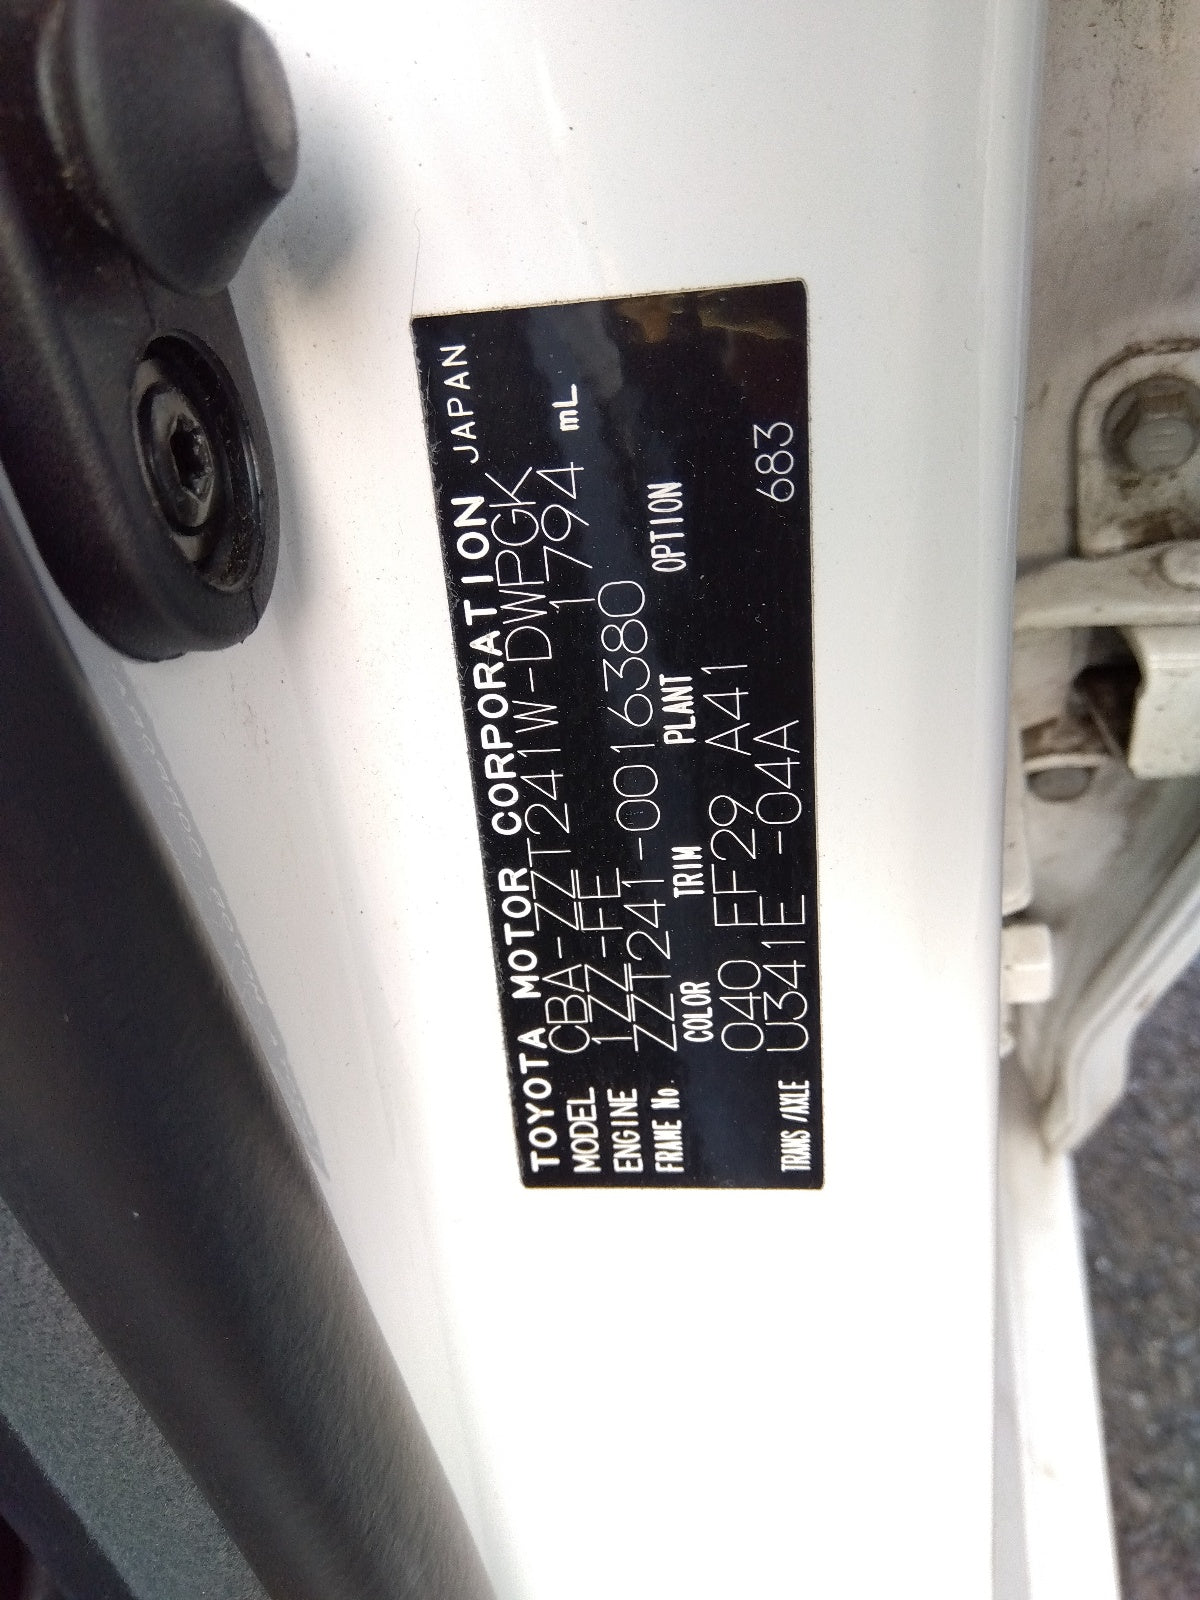 TOYOTA MOTOR CORPORATION JAPAN
MODEL CBA-ZZT241W-DWPGK
ENGINE 1ZZ-FE 1794 mL
FRAME No. ZZT241-0016380
COLOR TRIM PLANT OPTION
040 EF29 A41
TRANS/AXLE U341E -04A 683